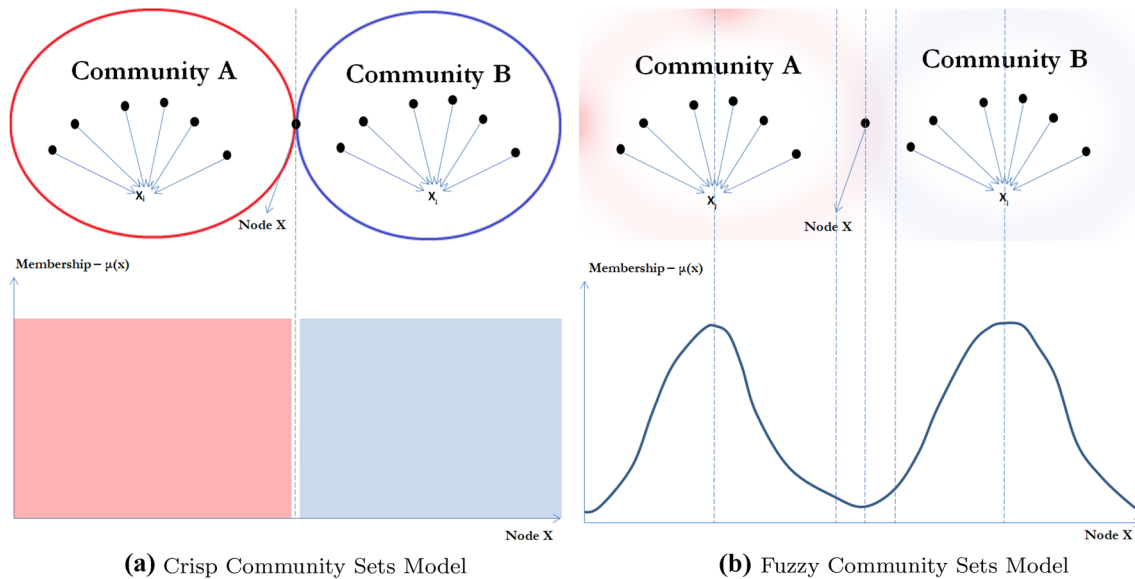 Community A
Community B
Xi
Xi
Node X
Membership – μ(x)
Node X
(a) Crisp Community Sets Model
Community A
Community B
Xi
Xi
Node X
Membership – μ(x)
Node X
(b) Fuzzy Community Sets Model